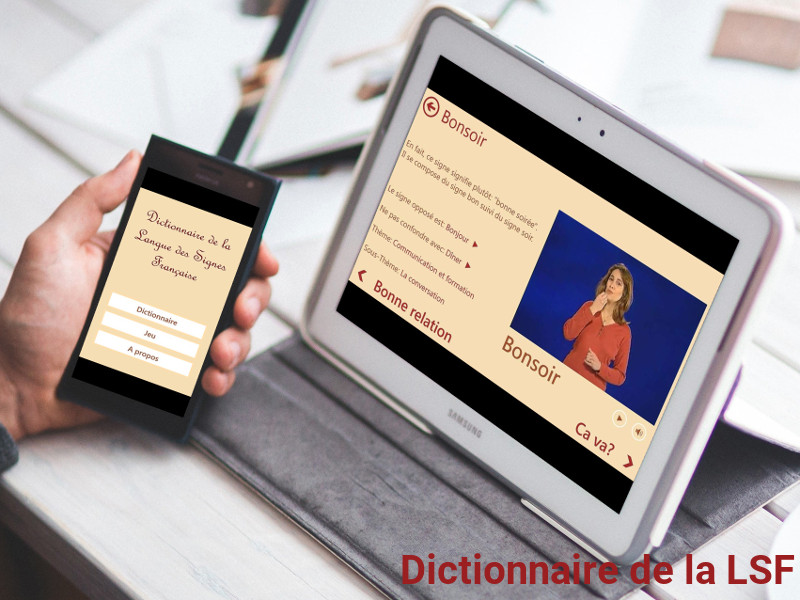 Dictionnaire de la
Langue des Signes
Française
Dictionnaire
Jeu
A propos
Bonsoir
En fait, ce signe signifie plutôt: "bonne soirée".
Il se compose du signe bon suivi du signe soir.
Le signe opposé est: Bonjour
Ne pas confondre avec: Dîner
Thème: Communication et formation
Sous-Thème: La conversation
Bonne relation
Bonsoir
Ca va?
SAMSUNG
Dictionnaire de la LSF